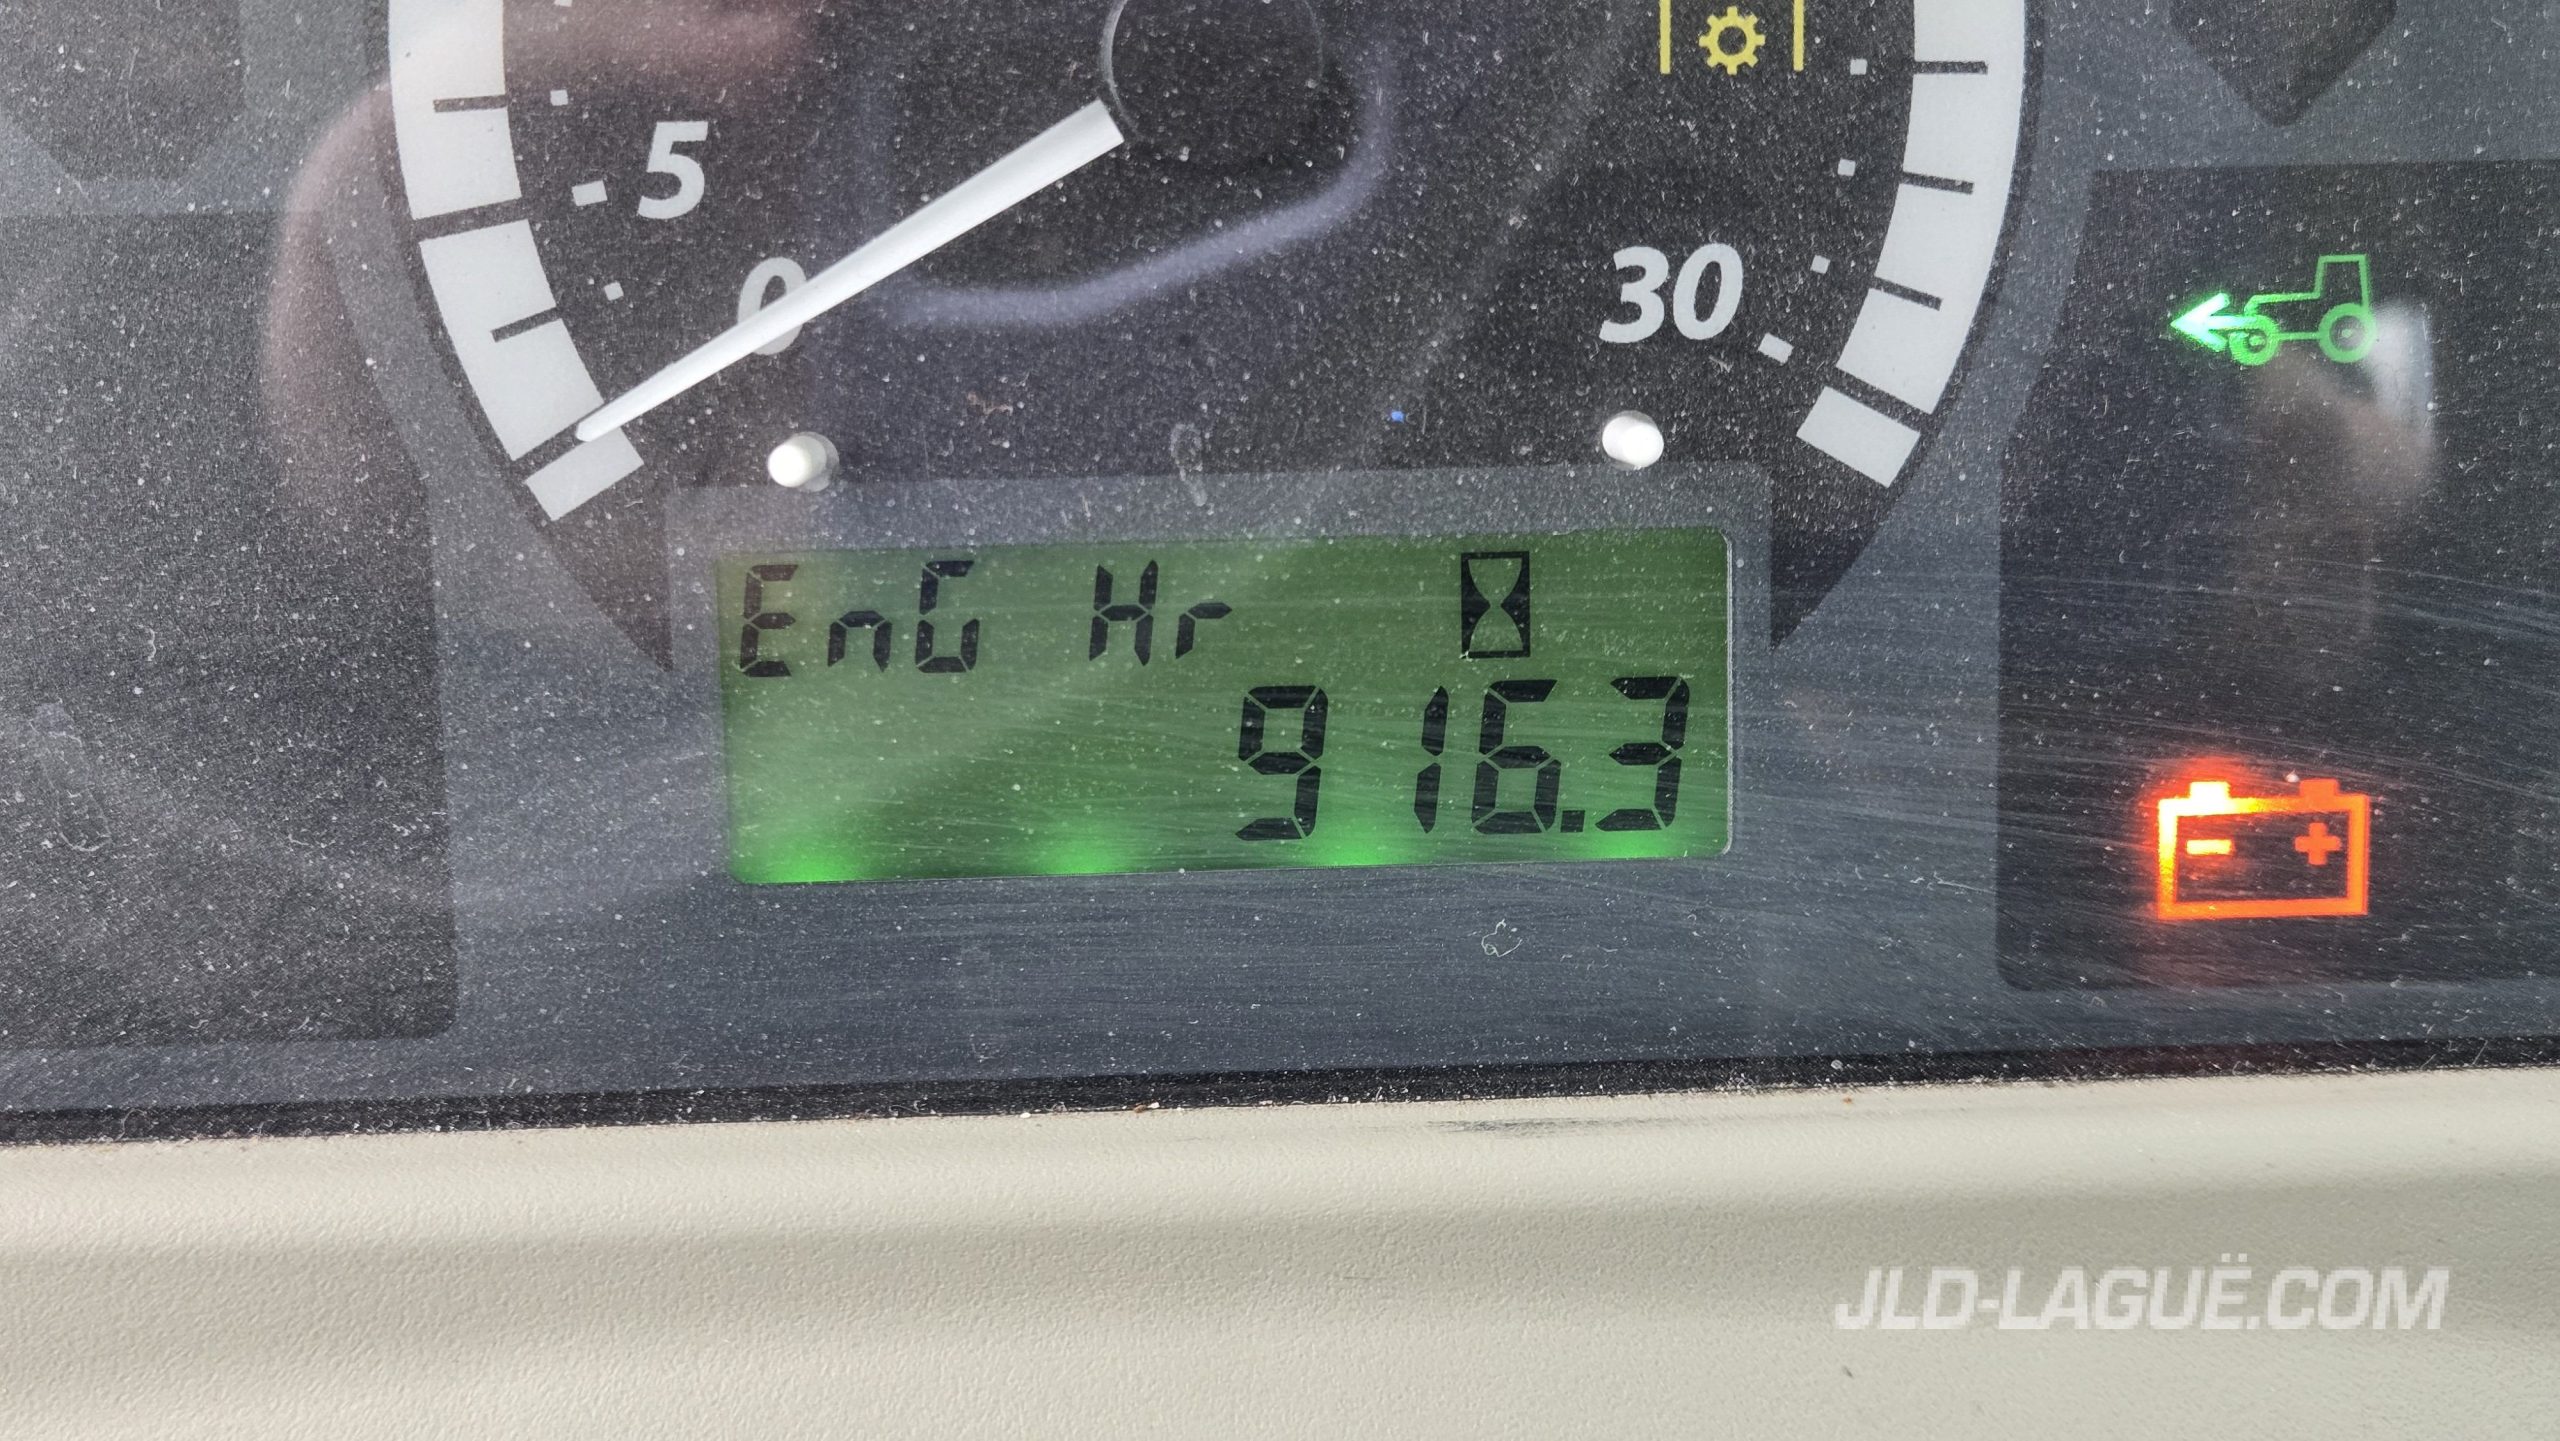 5
0
30
EnG Hr
916.3
- +
JLD-LAGUË.COM